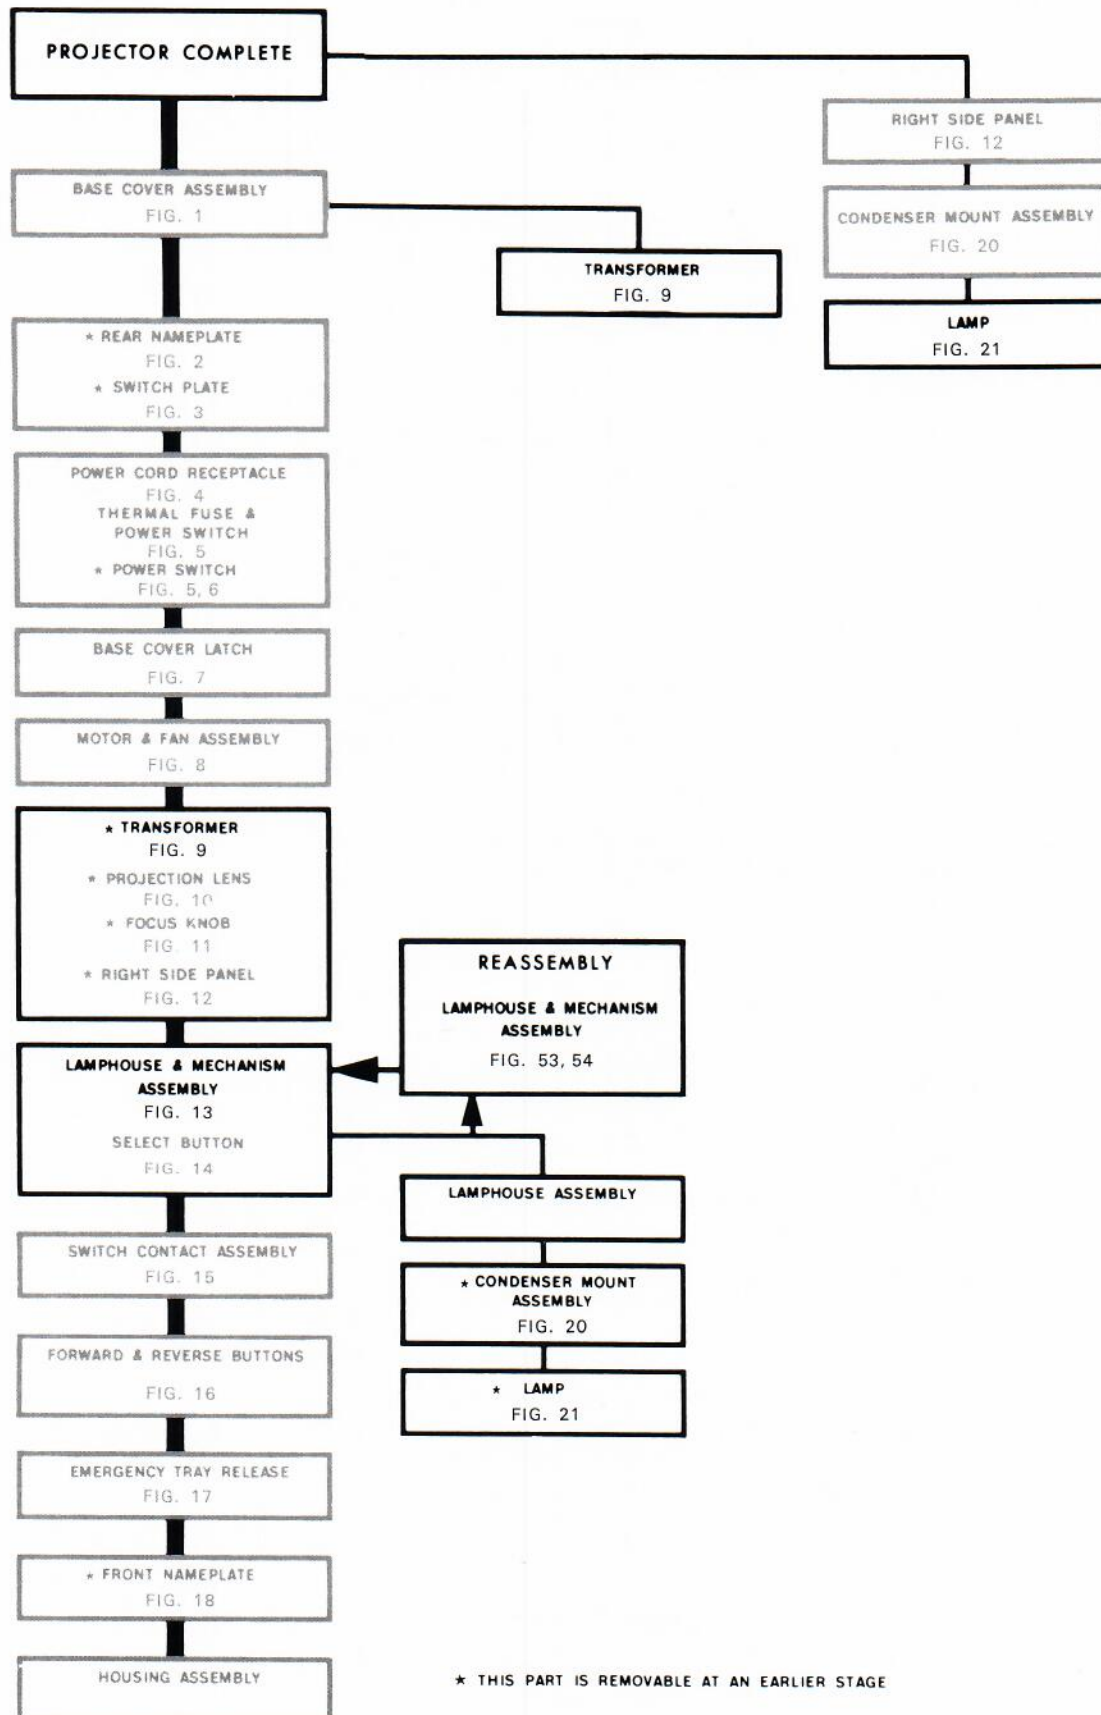 PROJECTOR COMPLETE
RIGHT SIDE PANEL
FIG. 12
CONDENSER MOUNT ASSEMBLY
FIG. 20
LAMP
FIG. 21
BASE COVER ASSEMBLY
FIG. 1
TRANSFORMER
FIG. 9
* REAR NAMEPLATE
FIG. 2
* SWITCH PLATE
FIG. 3
POWER CORD RECEPTACLE
FIG. 4
THERMAL FUSE &
POWER SWITCH
FIG. 5
* POWER SWITCH
FIG. 5, 6
BASE COVER LATCH
FIG. 7
MOTOR & FAN ASSEMBLY
FIG. 8
* TRANSFORMER
FIG. 9
* PROJECTION LENS
FIG. 10
* FOCUS KNOB
FIG. 11
* RIGHT SIDE PANEL
FIG. 12
REASSEMBLY
LAMPHOUSE & MECHANISM
ASSEMBLY
FIG. 53, 54
LAMPHOUSE & MECHANISM
ASSEMBLY
FIG. 13
SELECT BUTTON
FIG. 14
LAMPHOUSE ASSEMBLY
* CONDENSER MOUNT
ASSEMBLY
FIG. 20
* LAMP
FIG. 21
SWITCH CONTACT ASSEMBLY
FIG. 15
FORWARD & REVERSE BUTTONS
FIG. 16
EMERGENCY TRAY RELEASE
FIG. 17
* FRONT NAMEPLATE
FIG. 18
HOUSING ASSEMBLY
* THIS PART IS REMOVABLE AT AN EARLIER STAGE